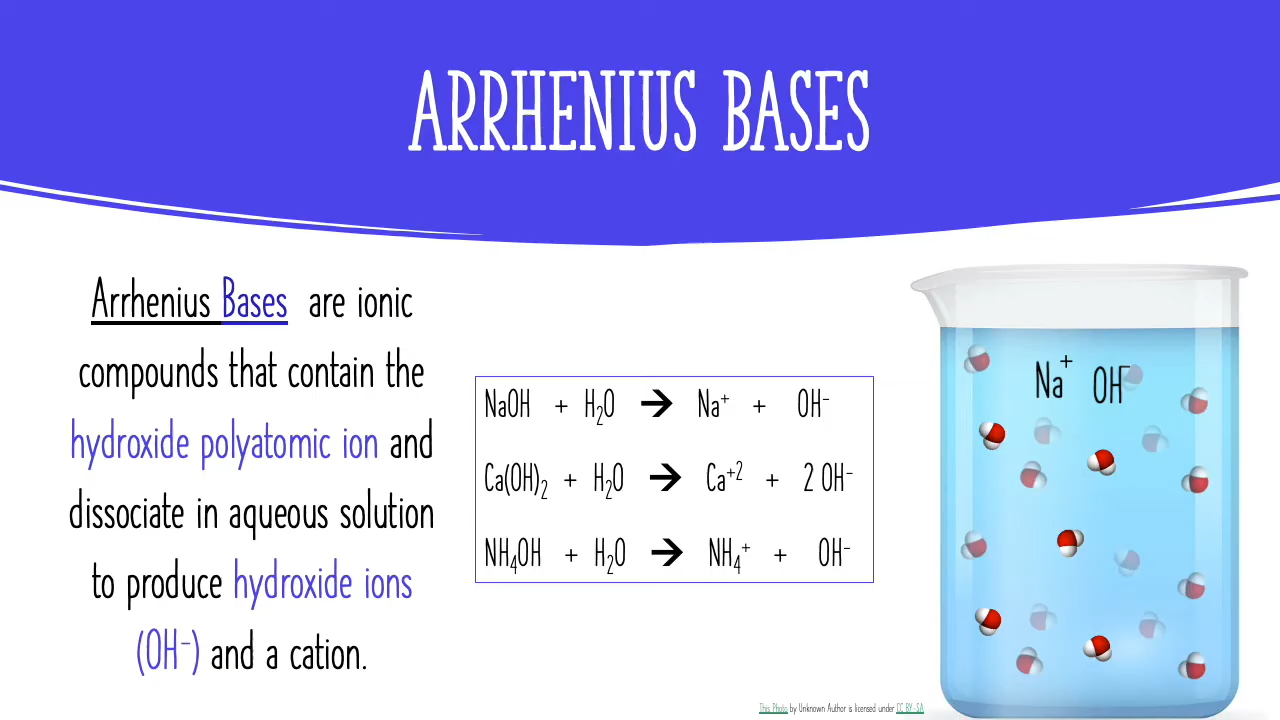 ARRHENIUS BASES
Arrhenius Bases are ionic
compounds that contain the
hydroxide polyatomic ion and
dissociate in aqueous solution
to produce hydroxide ions
(OH⁻) and a cation.
NaOH + H₂O → Na⁺ + OH⁻
Ca(OH)₂ + H₂O → Ca⁺² + 2 OH⁻
NH₄OH + H₂O → NH₄⁺ + OH⁻
Na⁺ OH⁻
This Photo by Unknown Author is licensed under CC BY-SA